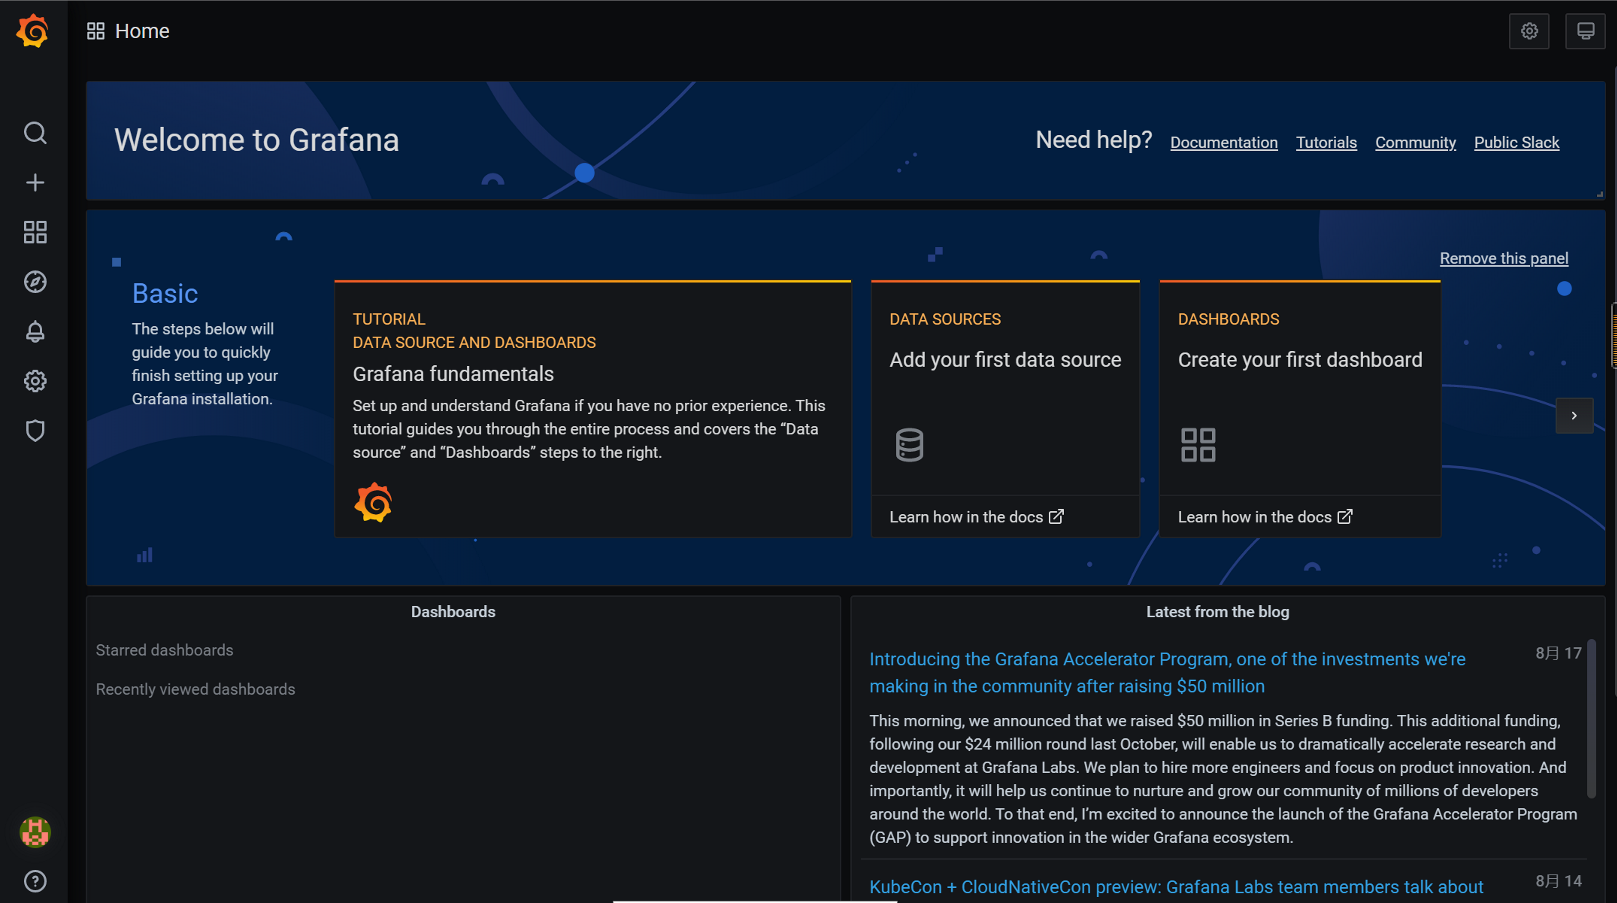 Home
Welcome to Grafana
Need help? Documentation Tutorials Community Public Slack
Remove this panel
Basic
The steps below will
guide you to quickly
finish setting up your
Grafana installation.
TUTORIAL
DATA SOURCE AND DASHBOARDS
Grafana fundamentals
Set up and understand Grafana if you have no prior experience. This
tutorial guides you through the entire process and covers the “Data
source” and “Dashboards” steps to the right.
DATA SOURCES
Add your first data source
Learn how in the docs
DASHBOARDS
Create your first dashboard
Learn how in the docs
Dashboards
Starred dashboards
Recently viewed dashboards
Latest from the blog
Introducing the Grafana Accelerator Program, one of the investments we're
making in the community after raising $50 million
8月 17
This morning, we announced that we raised $50 million in Series B funding. This additional funding,
following our $24 million round last October, will enable us to dramatically accelerate research and
development at Grafana Labs. We plan to hire more engineers and focus on product innovation. And
importantly, it will help us continue to nurture and grow our community of millions of developers
around the world. To that end, I’m excited to announce the launch of the Grafana Accelerator Program
(GAP) to support innovation in the wider Grafana ecosystem.
KubeCon + CloudNativeCon preview: Grafana Labs team members talk about
8月 14